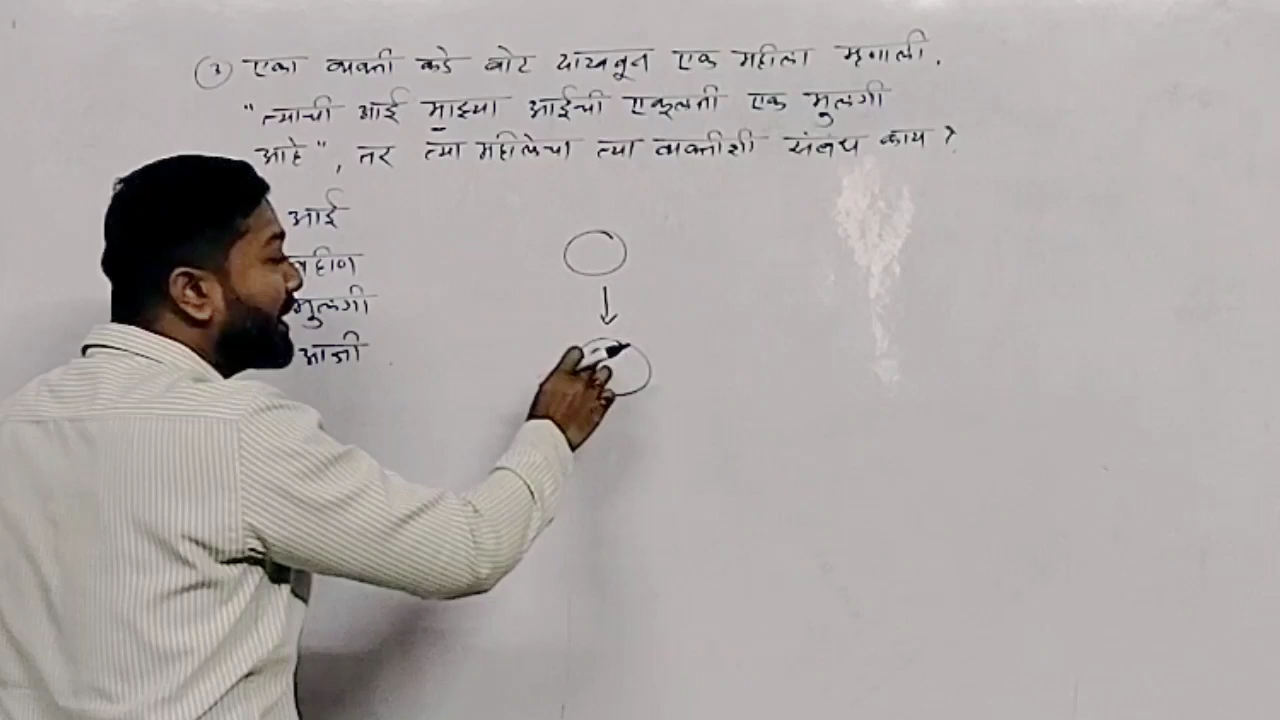 ③ एका व्यक्ती कडे बोट दाखवून एक महीला म्हणाली.
"त्याची आई माझ्या आईची एकूलती एक मुलगी
आहे", तर त्या महिलेचा त्या व्यक्तीशी संबंध काय ?
आई
बहीण
मुलगी
आजी